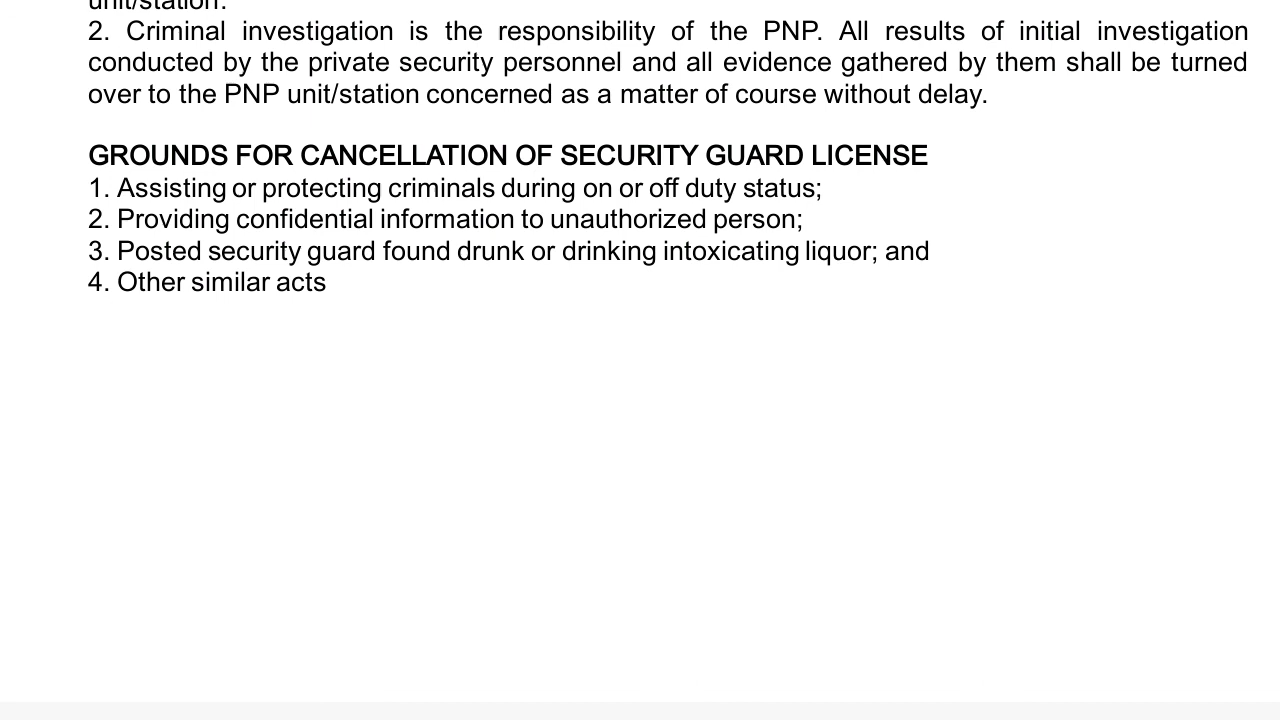 unit/station.
2. Criminal investigation is the responsibility of the PNP. All results of initial investigation
conducted by the private security personnel and all evidence gathered by them shall be turned
over to the PNP unit/station concerned as a matter of course without delay.
GROUNDS FOR CANCELLATION OF SECURITY GUARD LICENSE
1. Assisting or protecting criminals during on or off duty status;
2. Providing confidential information to unauthorized person;
3. Posted security guard found drunk or drinking intoxicating liquor; and
4. Other similar acts